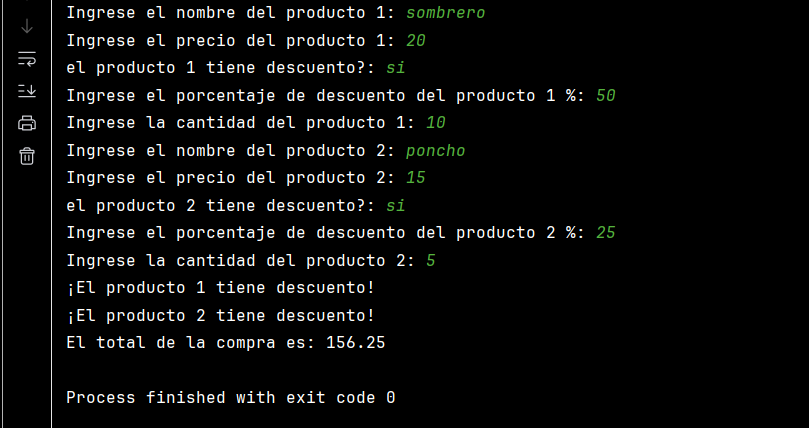 Ingrese el nombre del producto 1: sombrero
Ingrese el precio del producto 1: 20
el producto 1 tiene descuento?: si
Ingrese el porcentaje de descuento del producto 1 %: 50
Ingrese la cantidad del producto 1: 10
Ingrese el nombre del producto 2: poncho
Ingrese el precio del producto 2: 15
el producto 2 tiene descuento?: si
Ingrese el porcentaje de descuento del producto 2 %: 25
Ingrese la cantidad del producto 2: 5
¡El producto 1 tiene descuento!
¡El producto 2 tiene descuento!
El total de la compra es: 156.25
Process finished with exit code 0